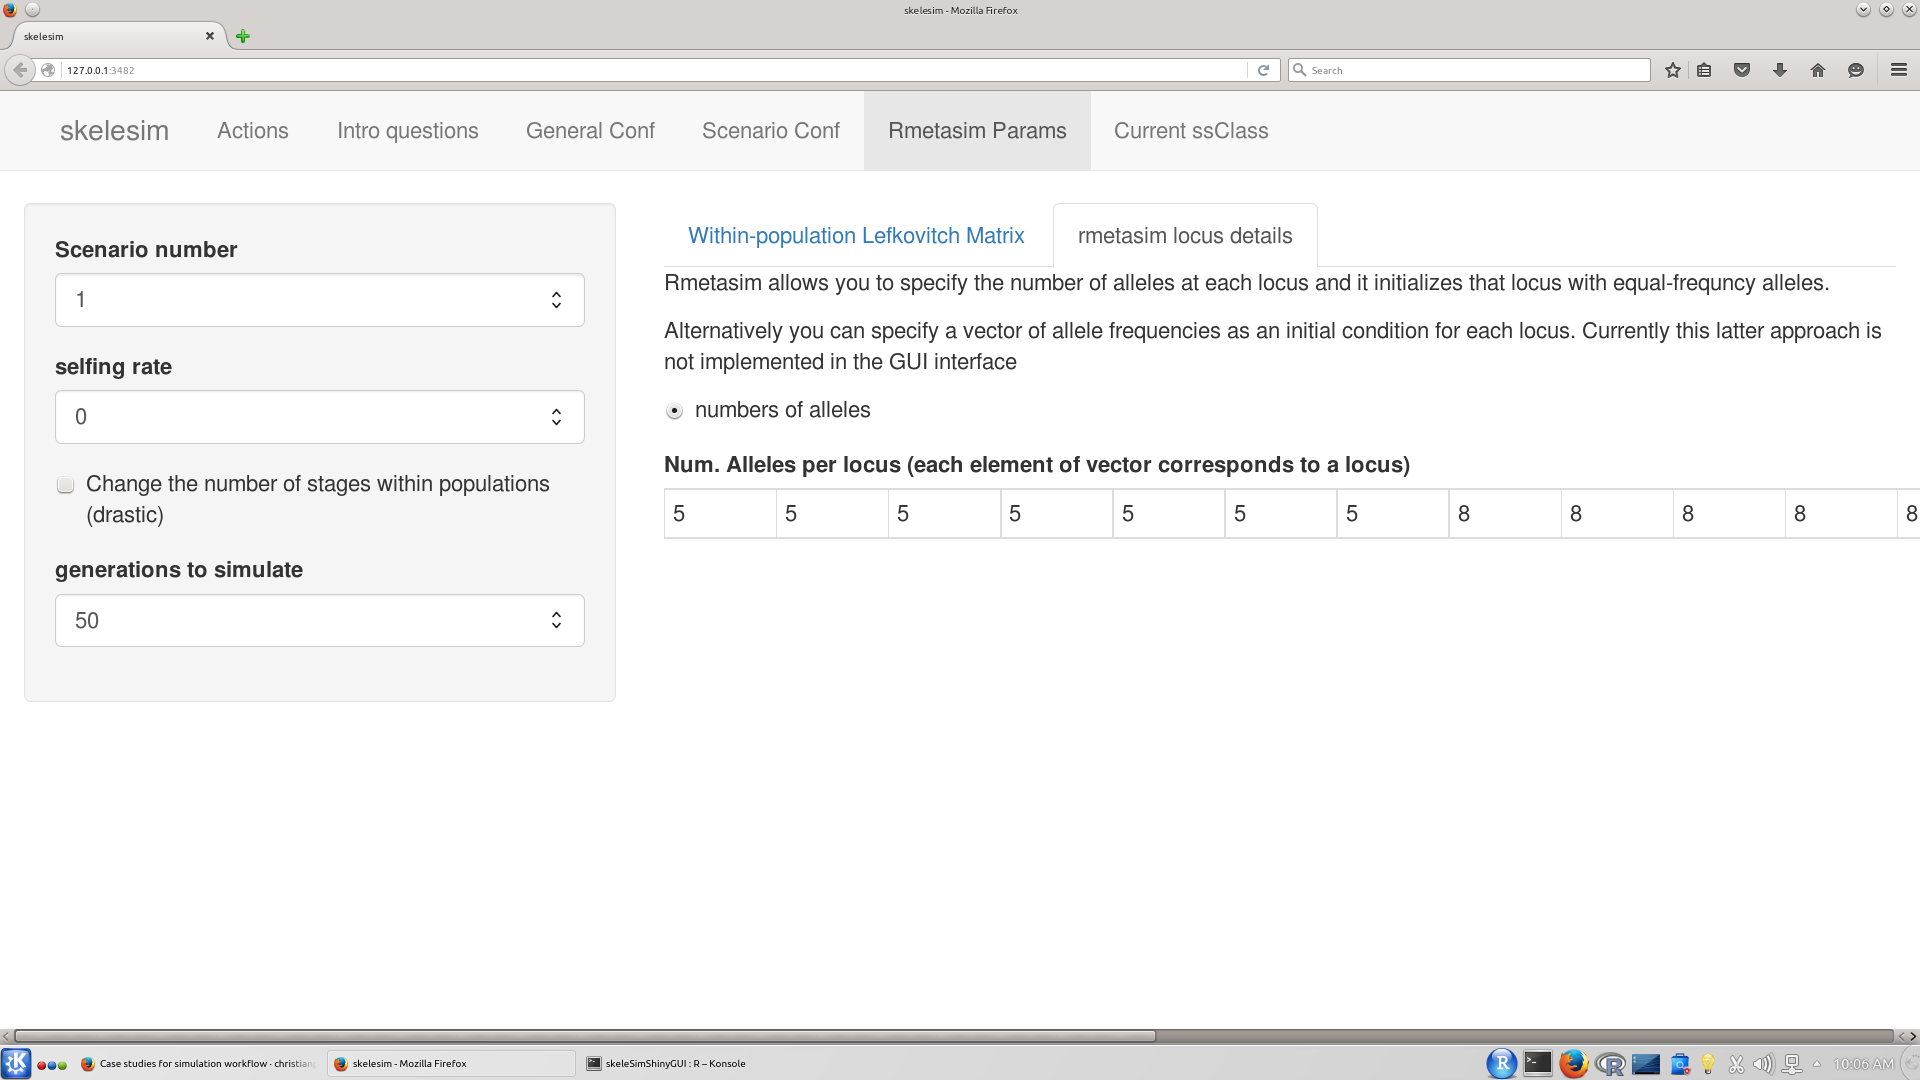 skelesim - Mozilla Firefox
skelesim
127.0.0.1:3482
Search
skelesim Actions Intro questions General Conf Scenario Conf Rmetasim Params Current ssClass
Scenario number
1
selfing rate
0
Change the number of stages within populations
(drastic)
generations to simulate
50
Within-population Lefkovitch Matrix rmetasim locus details
Rmetasim allows you to specify the number of alleles at each locus and it initializes that locus with equal-frequncy alleles.
Alternatively you can specify a vector of allele frequencies as an initial condition for each locus. Currently this latter approach is
not implemented in the GUI interface
numbers of alleles
Num. Alleles per locus (each element of vector corresponds to a locus)
5 5 5 5 5 5 5 8 8 8 8 8
Case studies for simulation workflow · christian skelesim - Mozilla Firefox skeleSimShinyGUI : R – Konsole 10:06 AM